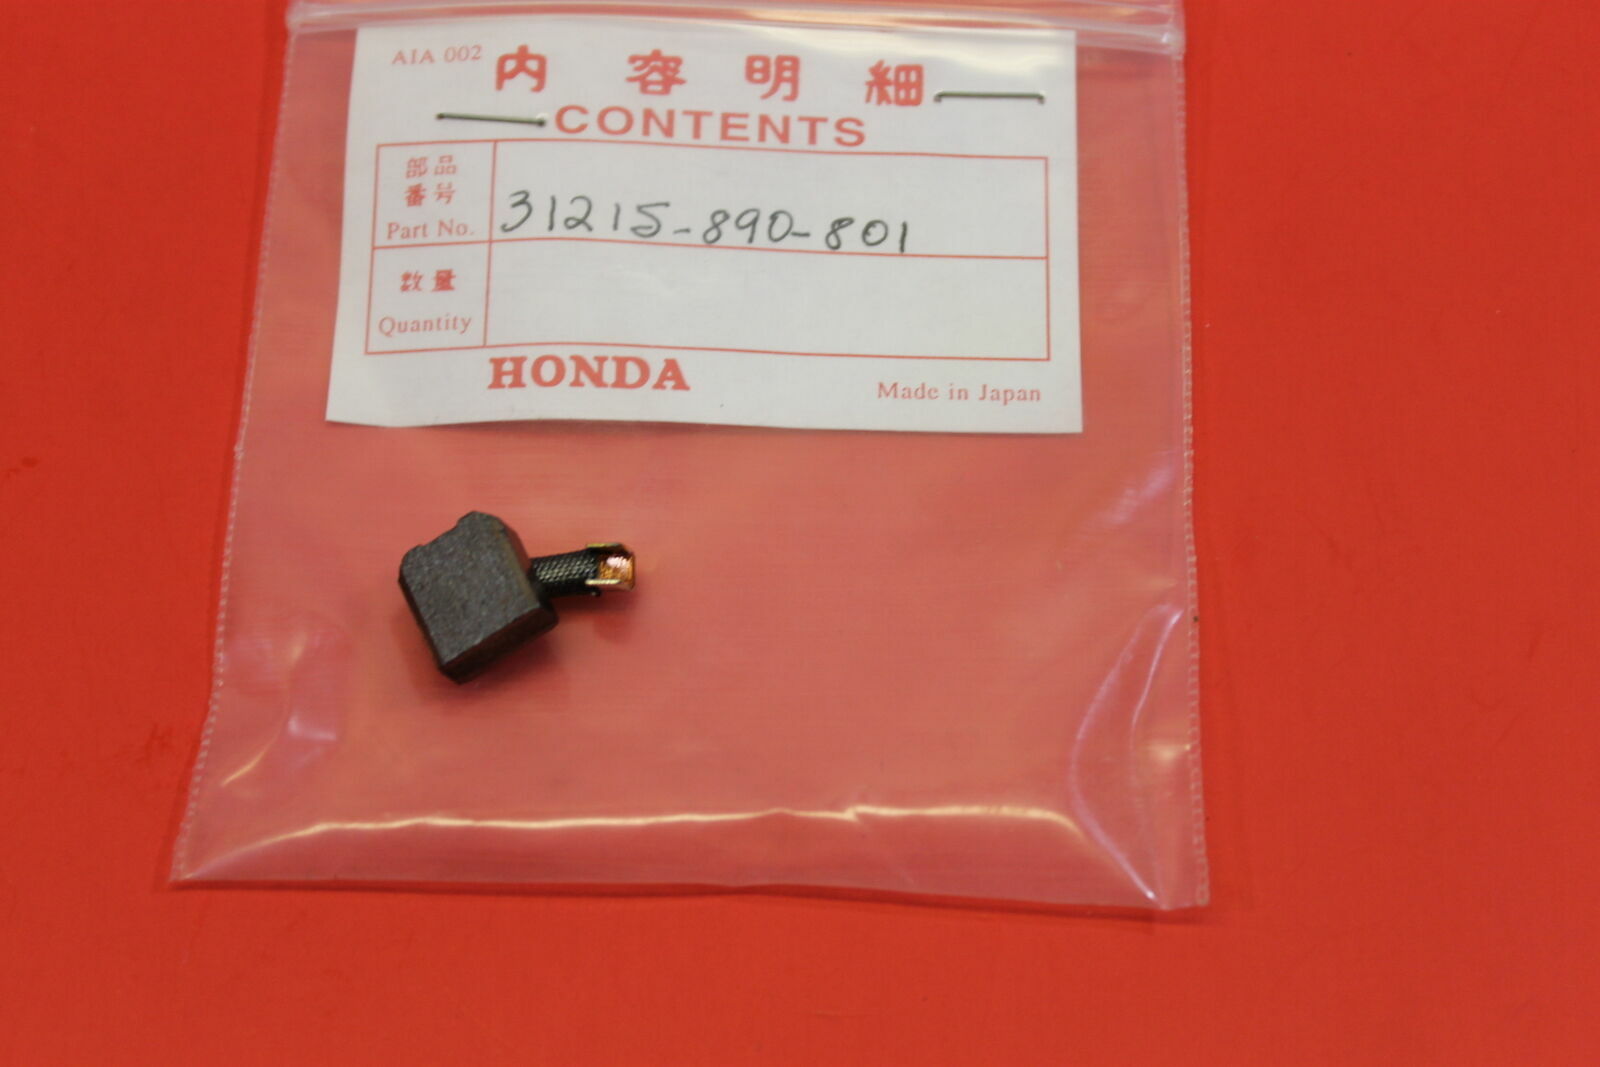 AIA 002
内容明細
CONTENTS
部品
番号
Part No.
31215-890-801
数量
Quantity
HONDA
Made in Japan